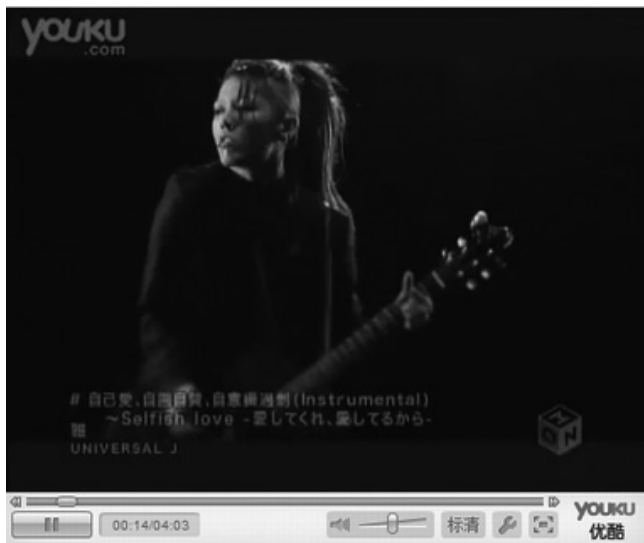 YOUKU
.com
# 自己愛、自画自賛、自意識過剰(Instrumental)
～Selfish love -愛してくれ、愛してるから-
雅
UNIVERSAL J
M
O N
00:14/04:03
标清
YOUKU
优酷